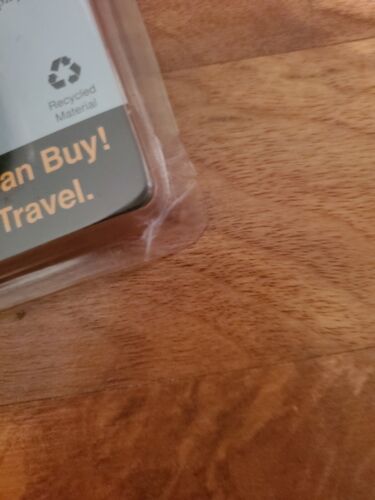 Recycled
Material
an Buy!
Travel.